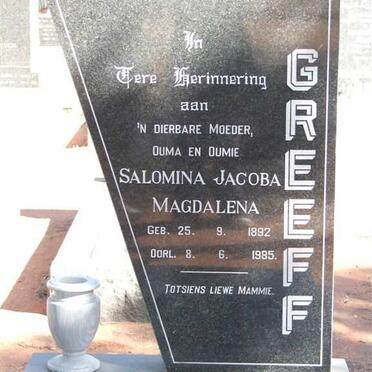 In
Tere Herinnering
aan
'N DIERBARE MOEDER,
OUMA EN OUMIE
SALOMINA JACOBA
MAGDALENA
GEB. 25. 9. 1892
OORL. 8. 6. 1985.
TOTSIENS LIEWE MAMMIE.
GREEFF